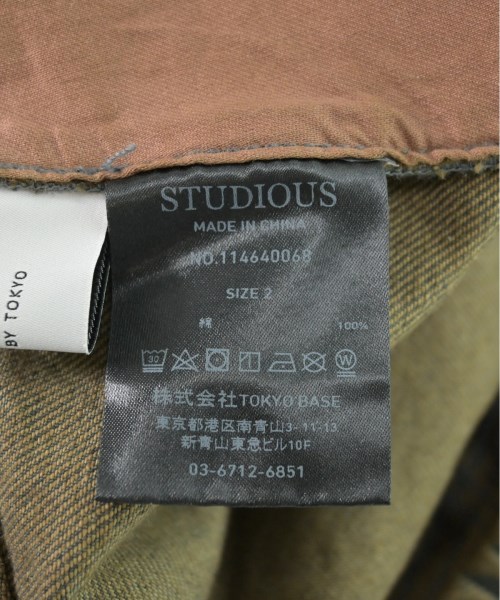 STUDIOUS
MADE IN CHINA
NO.114640068
SIZE 2
綿 100%
30
株式会社TOKYO BASE
東京都港区南青山3-11-13
新青山東急ビル10F
03-6712-6851
BY TOKYO